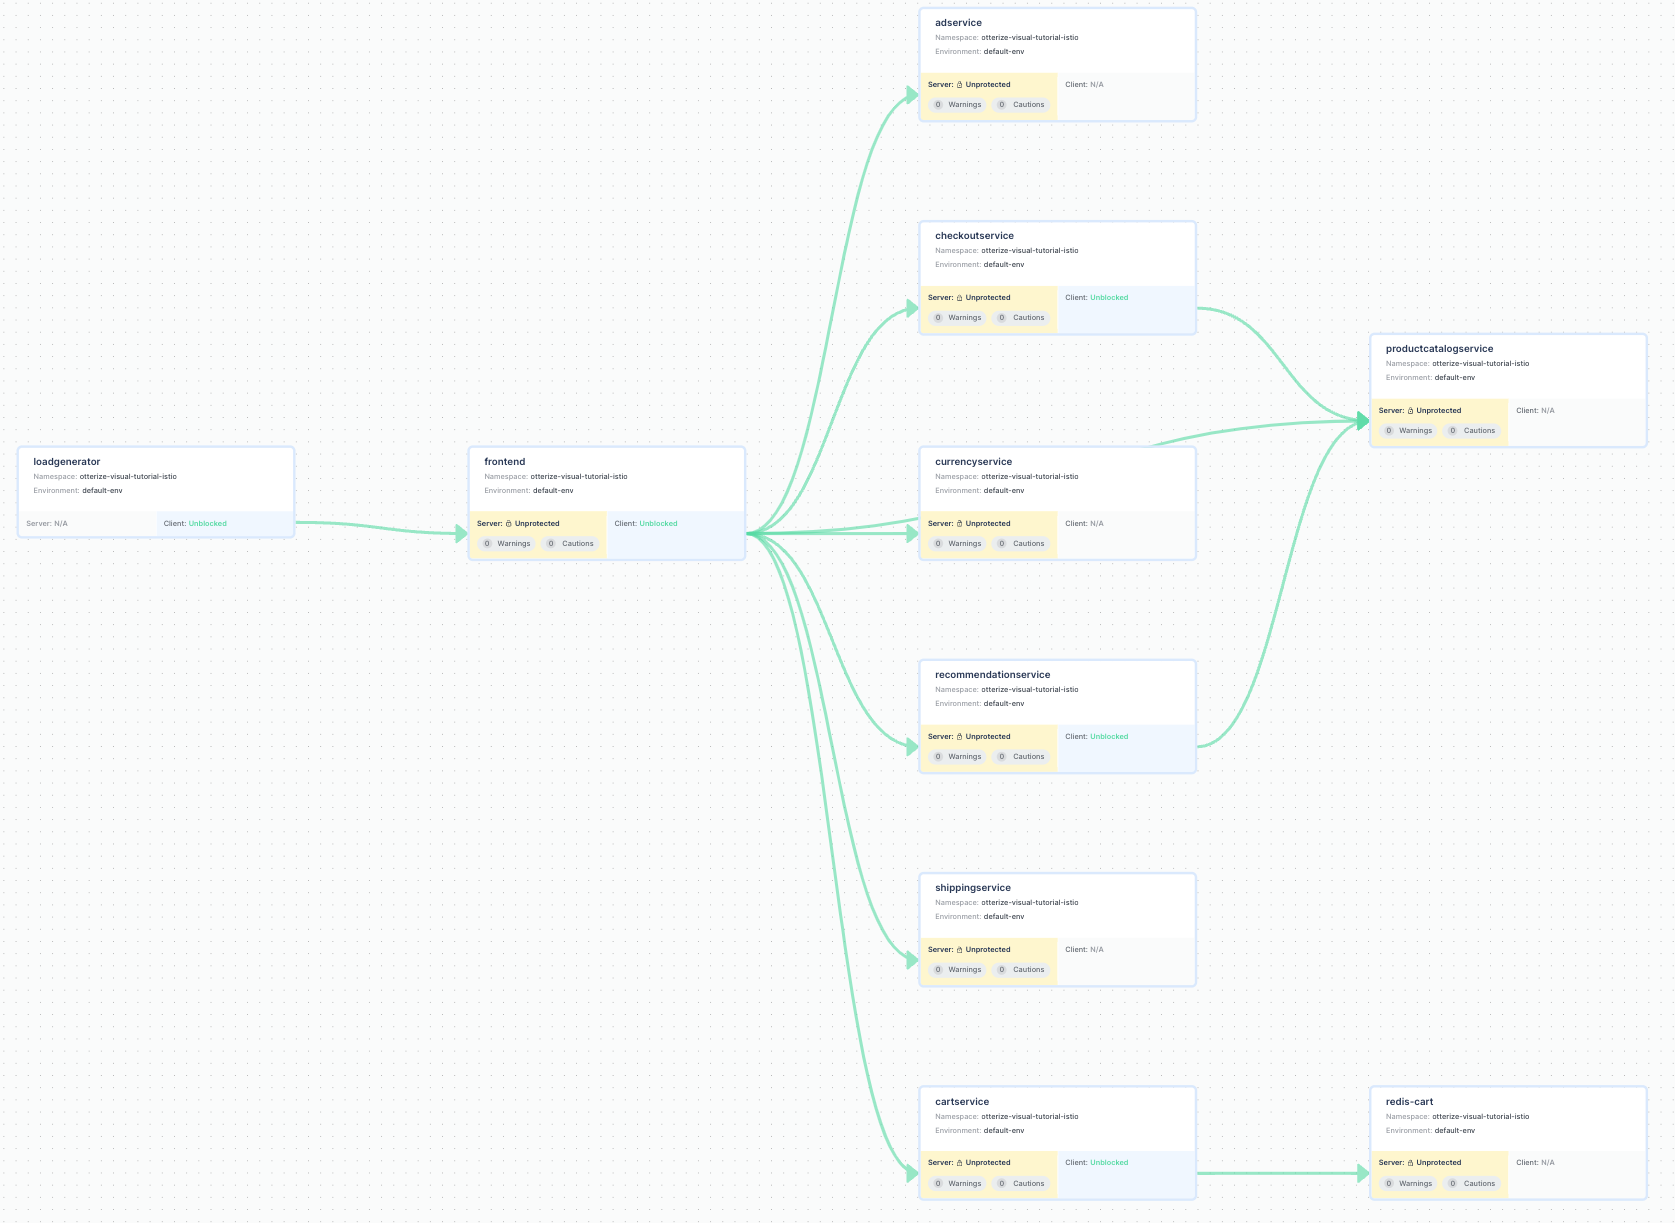 adservice
Namespace: otterize-visual-tutorial-istio
Environment: default-env
Server: Unprotected Client: N/A
0 Warnings 0 Cautions
checkoutservice
Namespace: otterize-visual-tutorial-istio
Environment: default-env
Server: Unprotected Client: Unblocked
0 Warnings 0 Cautions
productcatalogservice
Namespace: otterize-visual-tutorial-istio
Environment: default-env
Server: Unprotected Client: N/A
0 Warnings 0 Cautions
loadgenerator
Namespace: otterize-visual-tutorial-istio
Environment: default-env
Server: N/A Client: Unblocked
frontend
Namespace: otterize-visual-tutorial-istio
Environment: default-env
Server: Unprotected Client: Unblocked
0 Warnings 0 Cautions
currencyservice
Namespace: otterize-visual-tutorial-istio
Environment: default-env
Server: Unprotected Client: N/A
0 Warnings 0 Cautions
recommendationservice
Namespace: otterize-visual-tutorial-istio
Environment: default-env
Server: Unprotected Client: Unblocked
0 Warnings 0 Cautions
shippingservice
Namespace: otterize-visual-tutorial-istio
Environment: default-env
Server: Unprotected Client: N/A
0 Warnings 0 Cautions
cartservice
Namespace: otterize-visual-tutorial-istio
Environment: default-env
Server: Unprotected Client: Unblocked
0 Warnings 0 Cautions
redis-cart
Namespace: otterize-visual-tutorial-istio
Environment: default-env
Server: Unprotected Client: N/A
0 Warnings 0 Cautions